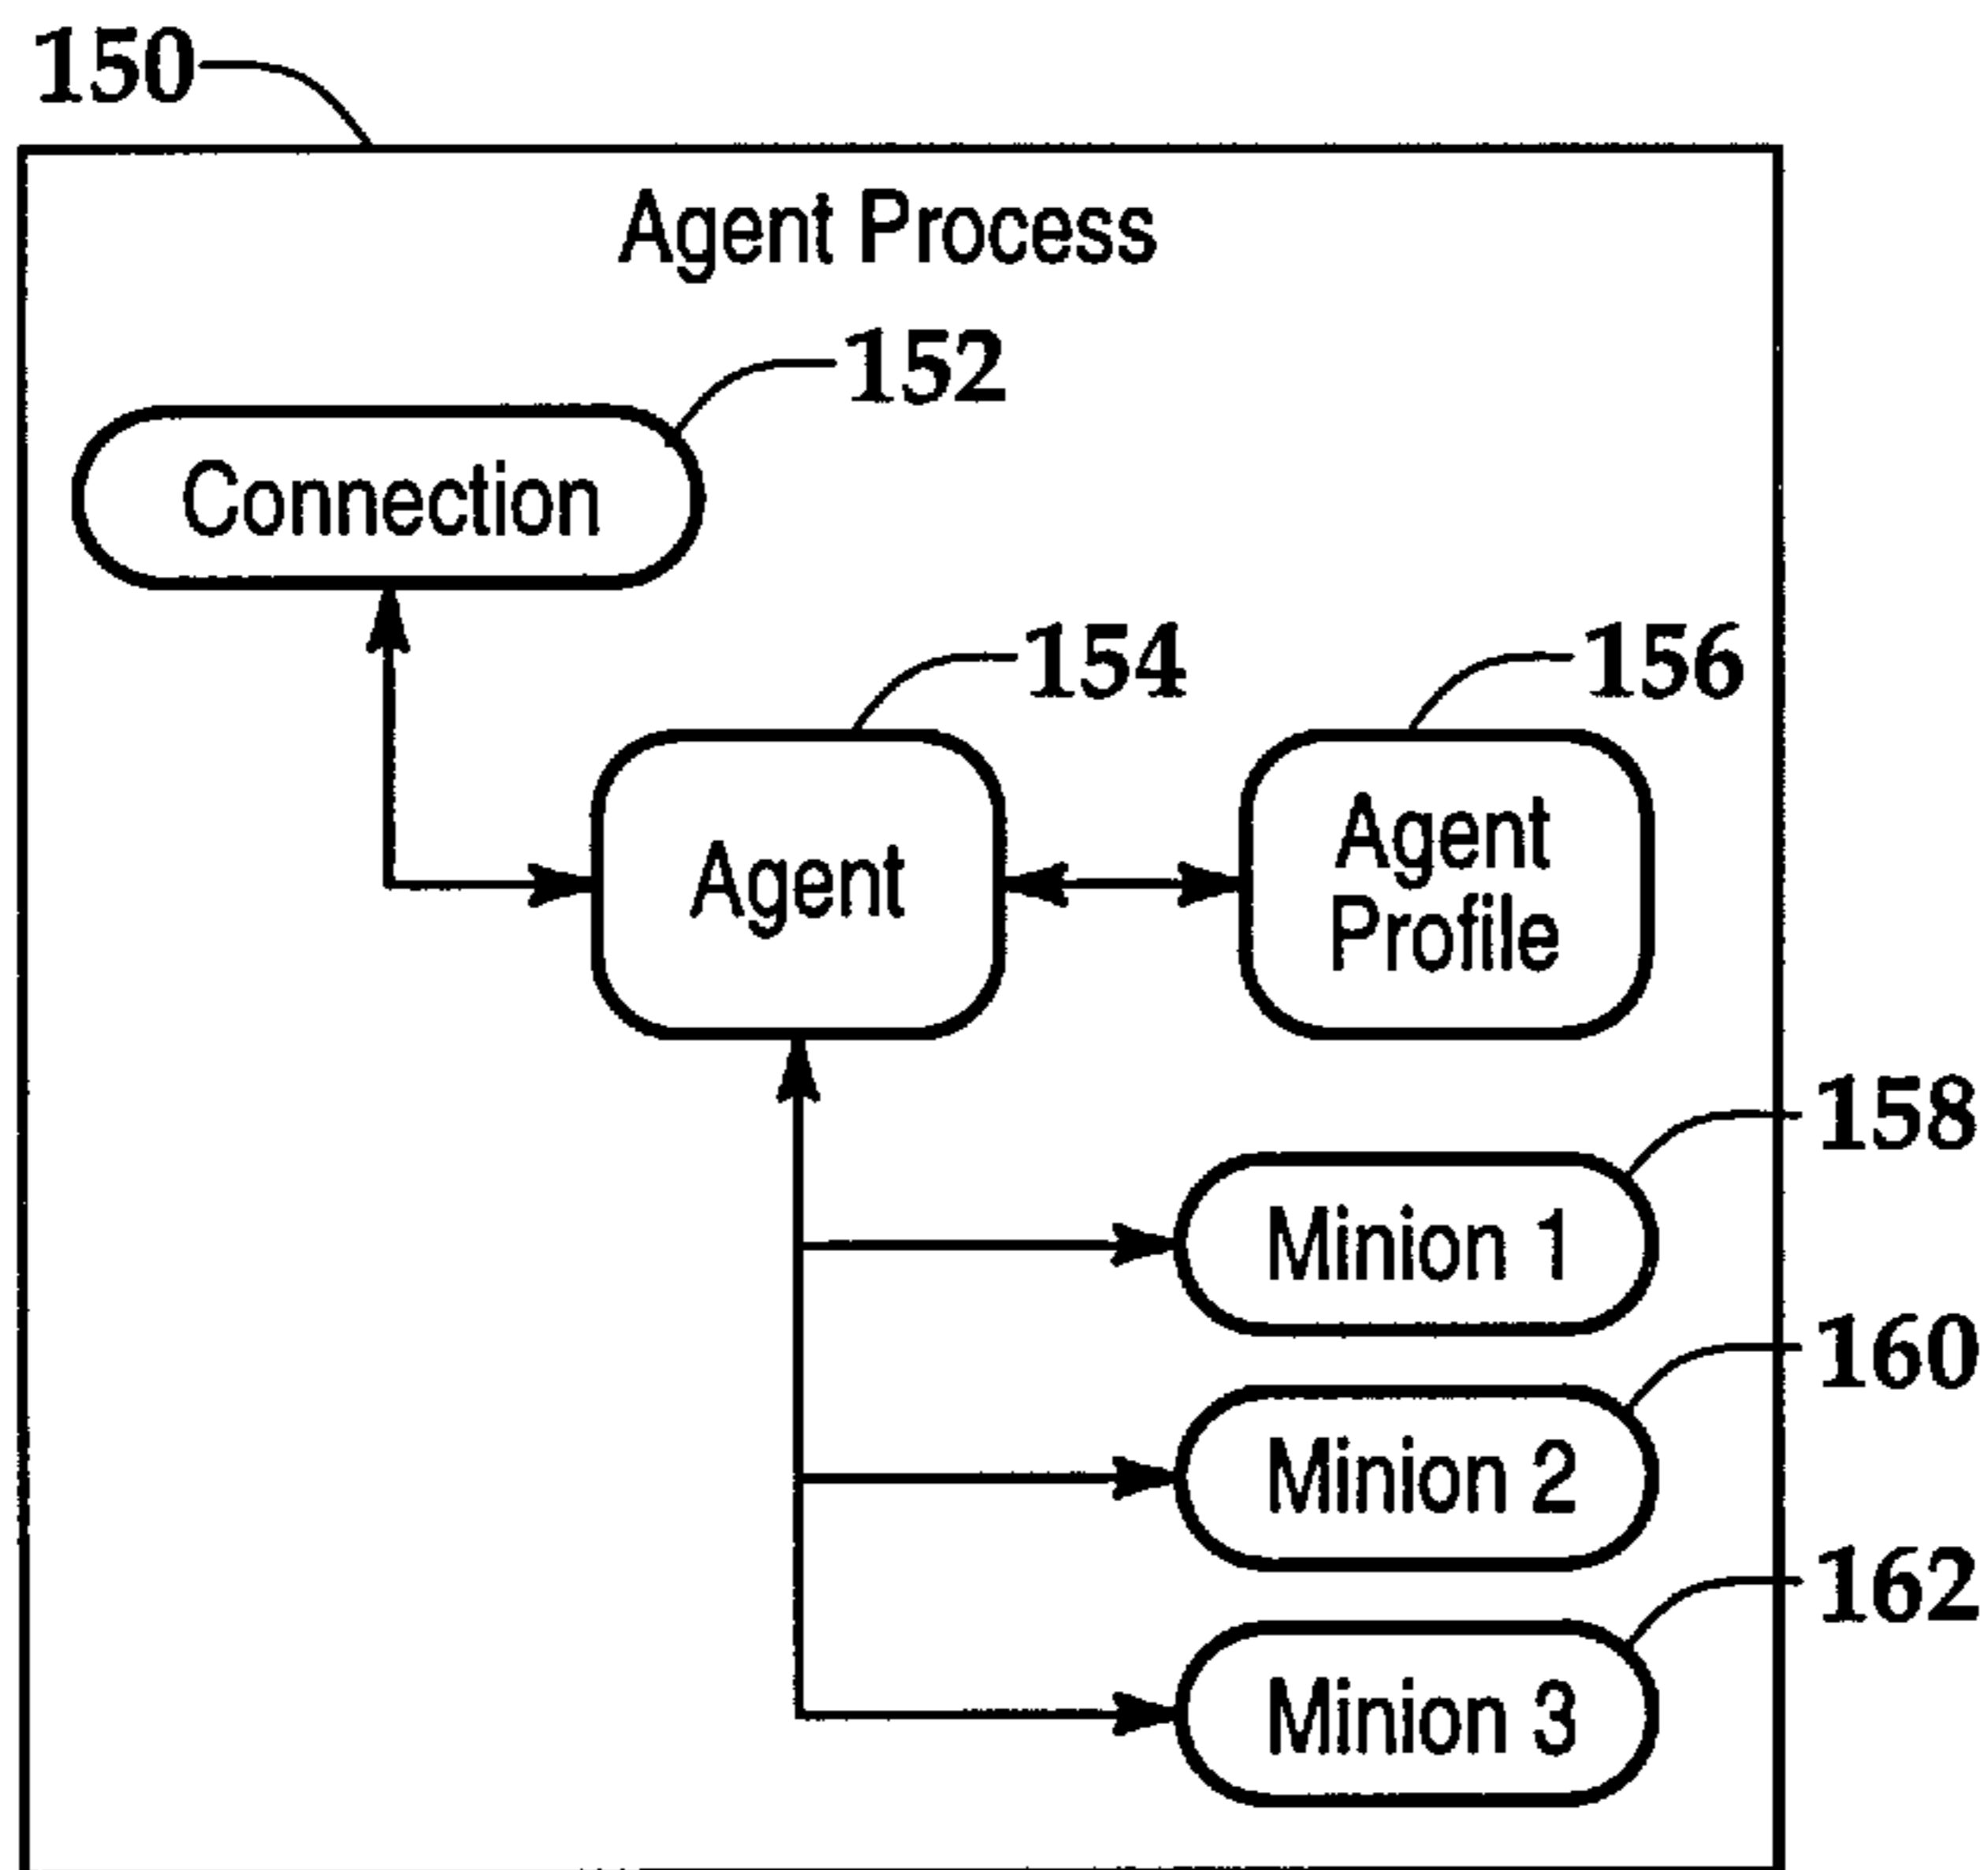 150
Agent Process
152
Connection
154
156
Agent
Agent
Profile
158
Minion 1
160
Minion 2
162
Minion 3